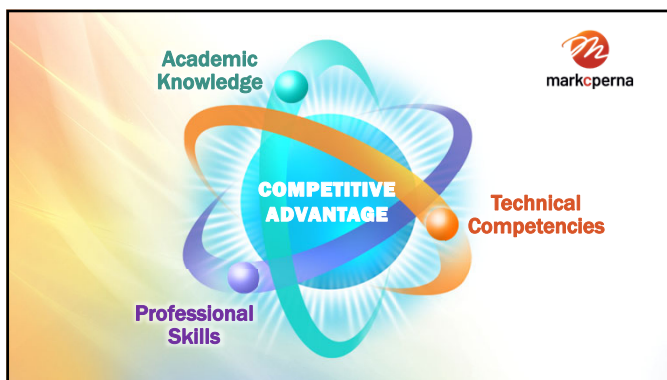 Academic
Knowledge
markcperna
COMPETITIVE
ADVANTAGE
Technical
Competencies
Professional
Skills